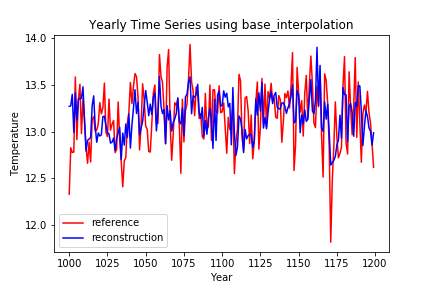 Yearly Time Series using base_interpolation
Temperature
14.0
13.5
13.0
12.5
12.0
reference
reconstruction
1000 1025 1050 1075 1100 1125 1150 1175 1200
Year